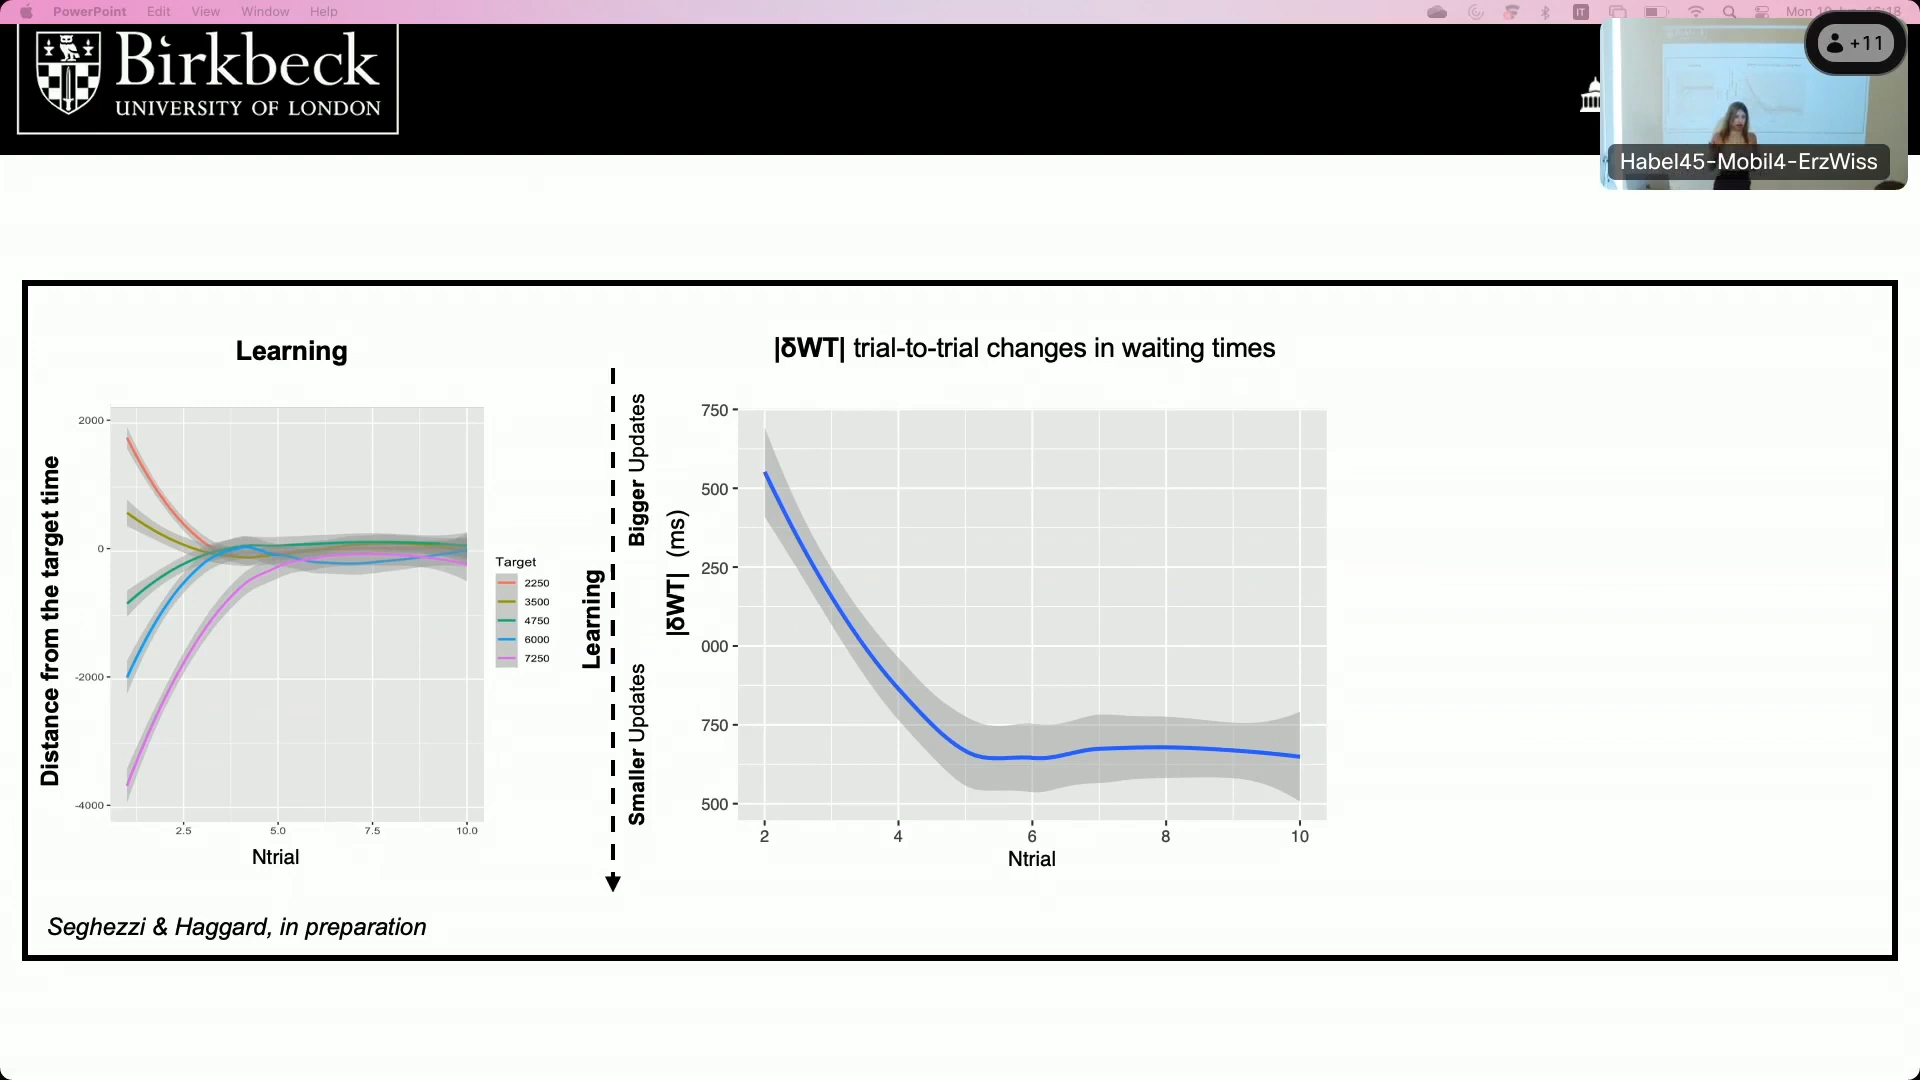 PowerPoint Edit View Window Help
+11
Birkbeck
UNIVERSITY OF LONDON
Habel45-Mobil4-ErzWiss
Learning
2000
0
-2000
-4000
Distance from the target time
2.5 5.0 7.5 10.0
Ntrial
Target
2250
3500
4750
6000
7250
Learning
Bigger Updates
Smaller Updates
|δWT| trial-to-trial changes in waiting times
|δWT| (ms)
750
500
250
000
750
500
2 4 6 8 10
Ntrial
Seghezzi & Haggard, in preparation